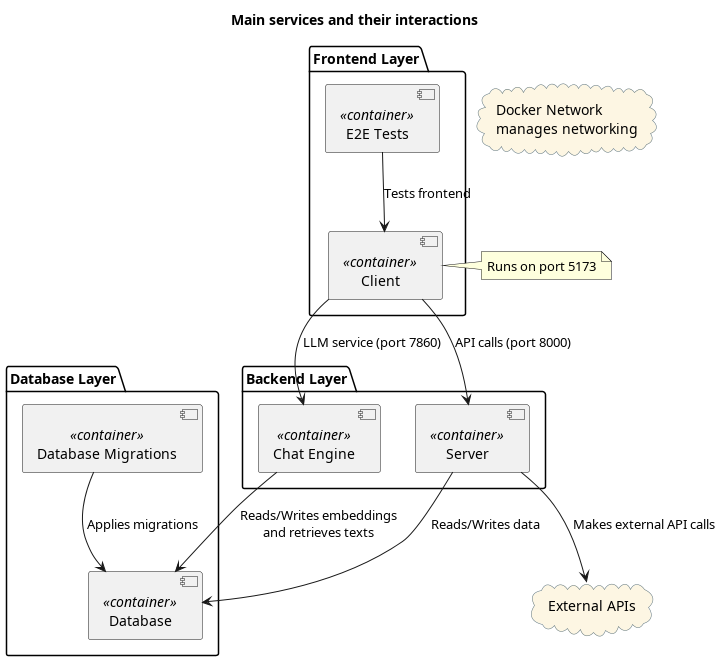 Main services and their interactions
Frontend Layer
«container»
E2E Tests
Docker Network
manages networking
Tests frontend
«container»
Client
Runs on port 5173
LLM service (port 7860)
API calls (port 8000)
Database Layer
Backend Layer
«container»
Database Migrations
«container»
Chat Engine
«container»
Server
Applies migrations
Reads/Writes embeddings
and retrieves texts
Reads/Writes data
Makes external API calls
«container»
Database
External APIs